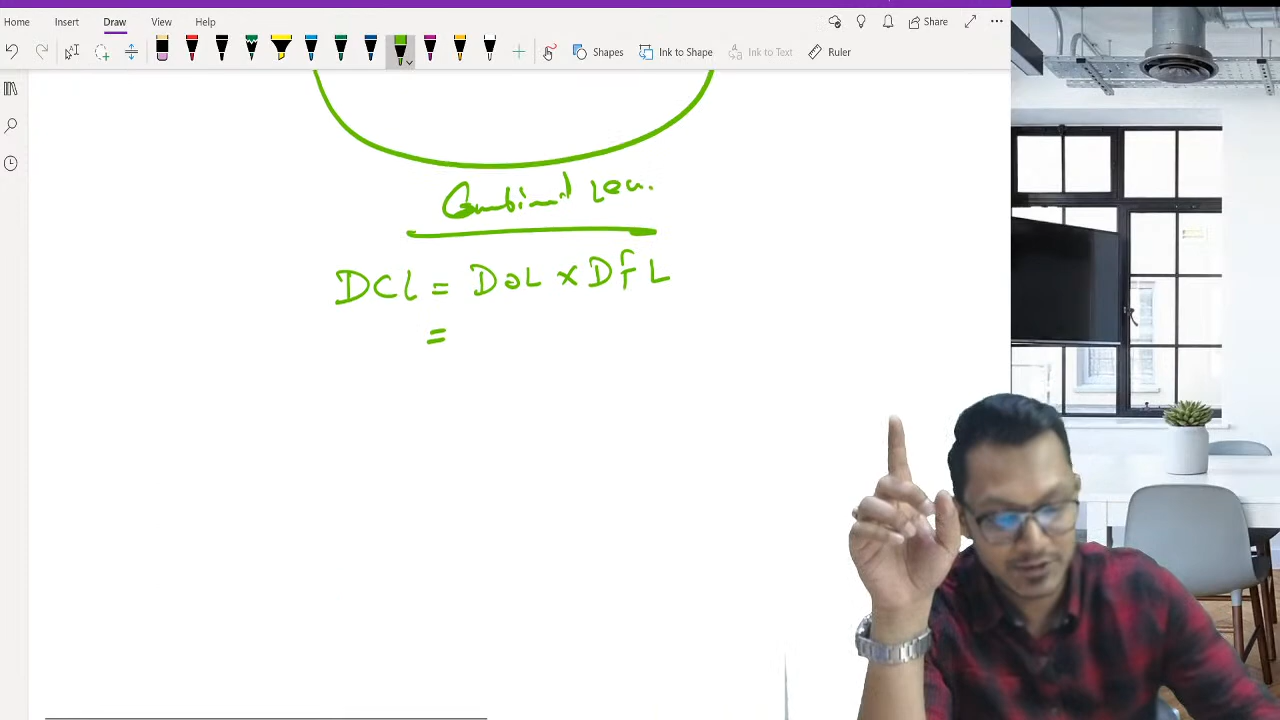 Home Insert Draw View Help Share
Ink to Shape Ink to Text Ruler Shapes
Combined Lev.
DCL = DOL x DFL
=